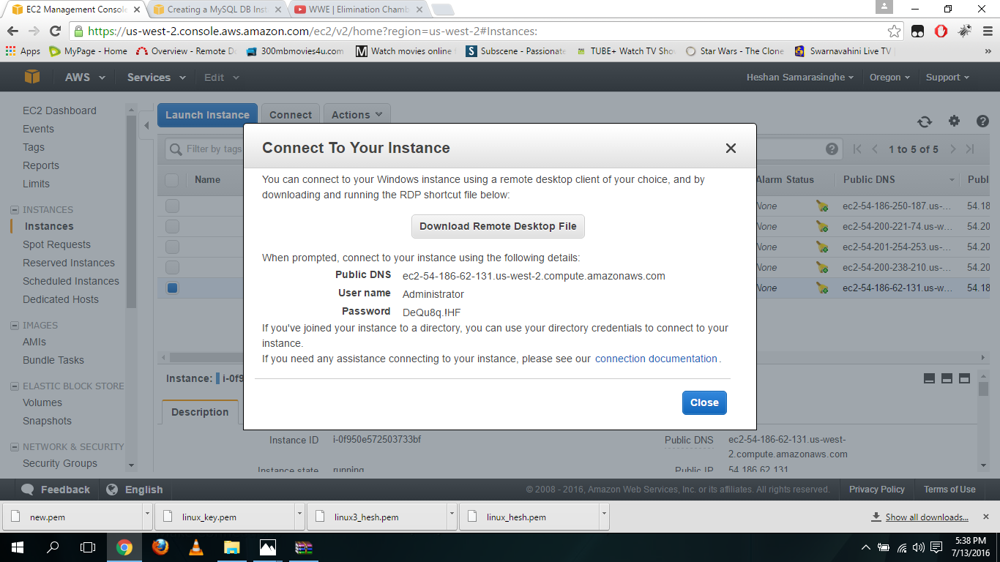 EC2 Management Console
Creating a MySQL DB Inst
WWE | Elimination Chamb
https://us-west-2.console.aws.amazon.com/ec2/v2/home?region=us-west-2#Instances:
Apps
MyPage - Home
Overview - Remote D
300mbmovies4u.com
Watch movies online f
Subscene - Passionate
TUBE+ Watch TV Sho
Star Wars - The Clone
Swarnavahini Live TV
»
AWS
Services
Edit
Heshan Samarasinghe
Oregon
Support
EC2 Dashboard
Events
Tags
Reports
Limits
INSTANCES
Instances
Spot Requests
Reserved Instances
Scheduled Instances
Dedicated Hosts
IMAGES
AMIs
Bundle Tasks
ELASTIC BLOCK STORE
Volumes
Snapshots
NETWORK & SECURITY
Security Groups
Launch Instance
Connect
Actions
Filter by tags
1 to 5 of 5
Name
Alarm Status
Public DNS
Publ
None
ec2-54-186-250-187.us-...
54.18
None
ec2-54-200-221-74.us-w...
54.20
None
ec2-54-201-254-253.us-...
54.20
None
ec2-54-200-238-210.us-...
54.20
None
ec2-54-186-62-131.us-w...
54.18
Connect To Your Instance
You can connect to your Windows instance using a remote desktop client of your choice, and by
downloading and running the RDP shortcut file below:
Download Remote Desktop File
When prompted, connect to your instance using the following details:
Public DNS ec2-54-186-62-131.us-west-2.compute.amazonaws.com
User name Administrator
Password DeQu8q.!HF
If you've joined your instance to a directory, you can use your directory credentials to connect to your
instance.
If you need any assistance connecting to your instance, please see our connection documentation.
Close
Instance: i-0f9
Description
Instance ID i-0f950e572503733bf
Public DNS ec2-54-186-62-131.us-west-
2.compute.amazonaws.com
Instance state running
Public IP 54.186.62.131
Feedback
English
© 2008 - 2016, Amazon Web Services, Inc. or its affiliates. All rights reserved.
Privacy Policy
Terms of Use
new.pem
linux_key.pem
linux3_hesh.pem
linux_hesh.pem
Show all downloads...
5:38 PM
7/13/2016